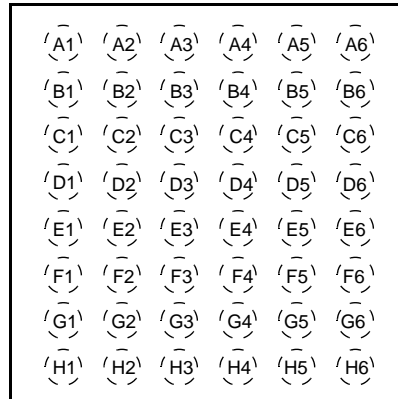 A1 A2 A3 A4 A5 A6
B1 B2 B3 B4 B5 B6
C1 C2 C3 C4 C5 C6
D1 D2 D3 D4 D5 D6
E1 E2 E3 E4 E5 E6
F1 F2 F3 F4 F5 F6
G1 G2 G3 G4 G5 G6
H1 H2 H3 H4 H5 H6